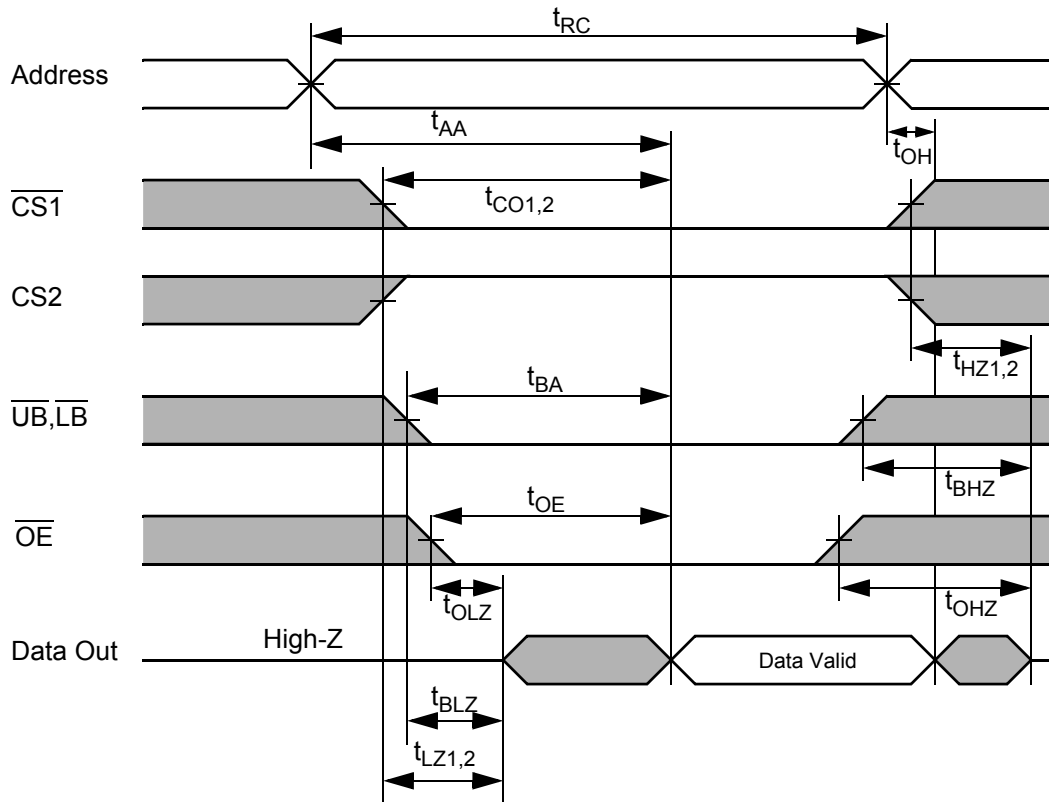 tRC
Address
tAA
tOH
CS1
tCO1,2
CS2
tHZ1,2
tBA
UB,LB
tBHZ
tOE
OE
tOLZ
tOHZ
High-Z
Data Out
Data Valid
tBLZ
tLZ1,2